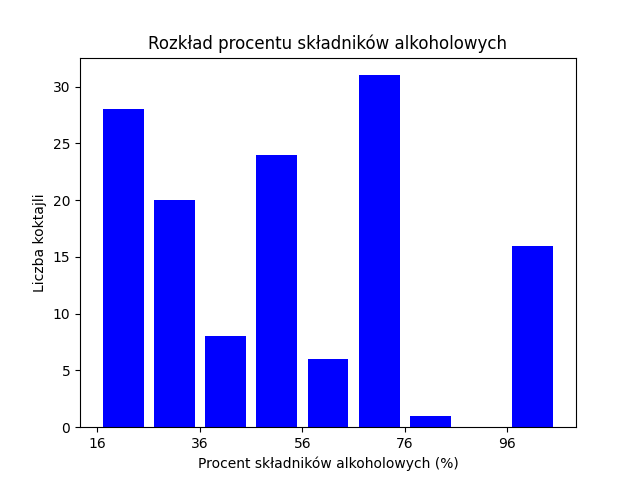 Rozkład procentu składników alkoholowych
30
25
20
15
10
5
0
Liczba koktajli
16 36 56 76 96
Procent składników alkoholowych (%)